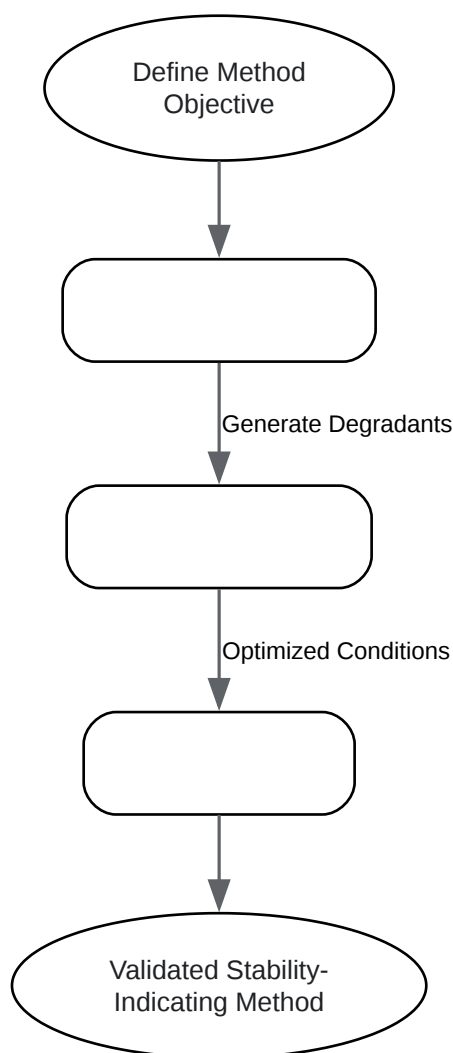 Define Method
Objective
Generate Degradants
Optimized Conditions
Validated Stability-
Indicating Method